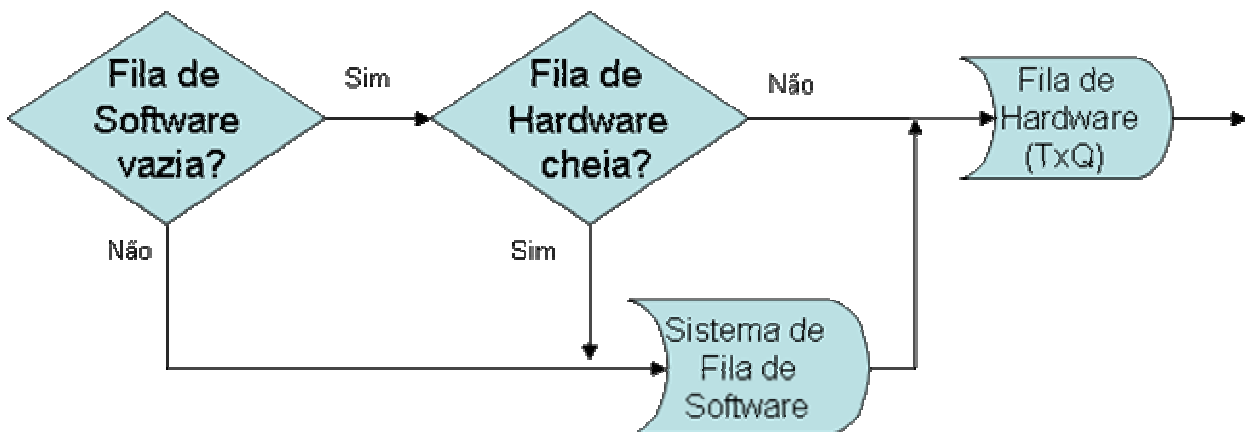 Fila de
Software
vazia?
Sim
Fila de
Hardware
cheia?
Não
Fila de
Hardware
(TxQ)
Não
Sim
Sistema de
Fila de
Software